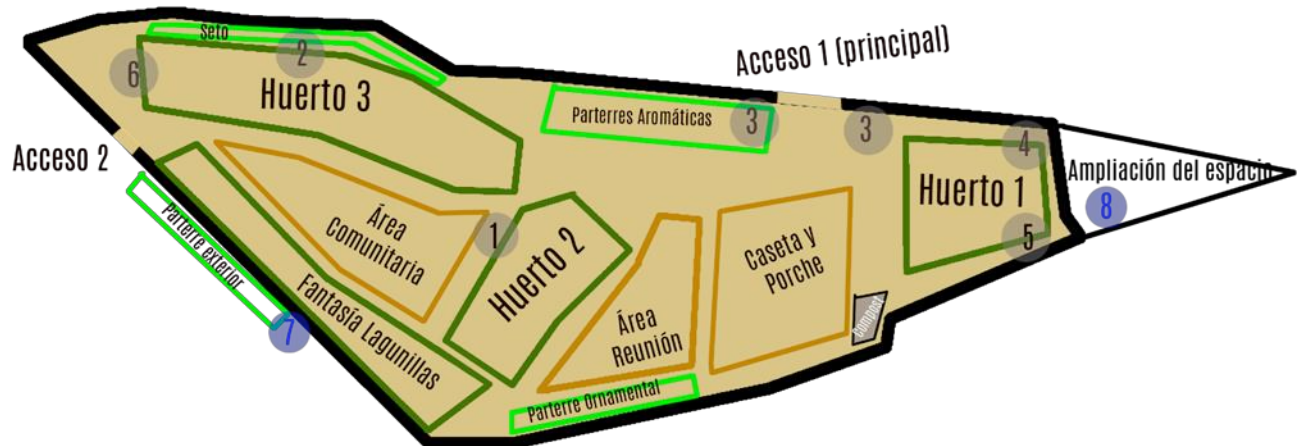 Seto
2
6
Huerto 3
Acceso 1 (principal)
Parterres Aromáticas
3
3
4
Huerto 1
5
Ampliación del espacio
8
Acceso 2
Parterre exterior
7
Área
Comunitaria
1
Huerto 2
Fantasía Lagunillas
Área
Reunión
Caseta y
Porche
Compost
Parterre Ornamental